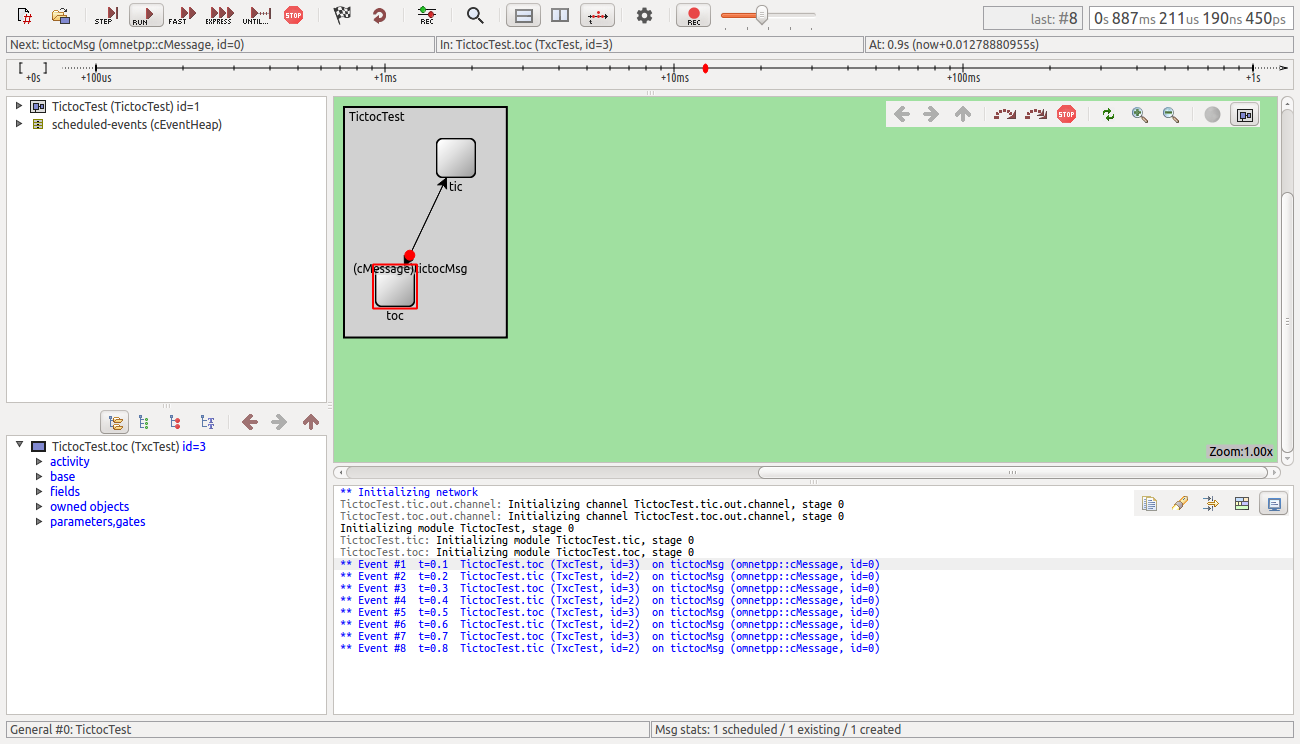 STEP RUN FAST EXPRESS UNTIL... STOP REC REC last: #8 0s 887ms 211us 190ns 450ps
Next: tictocMsg (omnetpp::cMessage, id=0) In: TictocTest.toc (TxcTest, id=3) At: 0.9s (now+0.01278880955s)
[ ]
+0s +100us +1ms +10ms +100ms +1s
TictocTest (TictocTest) id=1
scheduled-events (cEventHeap)
TictocTest
STOP
tic
(cMessage)tictocMsg
toc
Zoom:1.00x
TictocTest.toc (TxcTest) id=3
activity
base
fields
owned objects
parameters,gates
** Initializing network
TictocTest.tic.out.channel: Initializing channel TictocTest.tic.out.channel, stage 0
TictocTest.toc.out.channel: Initializing channel TictocTest.toc.out.channel, stage 0
Initializing module TictocTest, stage 0
TictocTest.tic: Initializing module TictocTest.tic, stage 0
TictocTest.toc: Initializing module TictocTest.toc, stage 0
** Event #1 t=0.1 TictocTest.toc (TxcTest, id=3) on tictocMsg (omnetpp::cMessage, id=0)
** Event #2 t=0.2 TictocTest.tic (TxcTest, id=2) on tictocMsg (omnetpp::cMessage, id=0)
** Event #3 t=0.3 TictocTest.toc (TxcTest, id=3) on tictocMsg (omnetpp::cMessage, id=0)
** Event #4 t=0.4 TictocTest.tic (TxcTest, id=2) on tictocMsg (omnetpp::cMessage, id=0)
** Event #5 t=0.5 TictocTest.toc (TxcTest, id=3) on tictocMsg (omnetpp::cMessage, id=0)
** Event #6 t=0.6 TictocTest.tic (TxcTest, id=2) on tictocMsg (omnetpp::cMessage, id=0)
** Event #7 t=0.7 TictocTest.toc (TxcTest, id=3) on tictocMsg (omnetpp::cMessage, id=0)
** Event #8 t=0.8 TictocTest.tic (TxcTest, id=2) on tictocMsg (omnetpp::cMessage, id=0)
General #0: TictocTest Msg stats: 1 scheduled / 1 existing / 1 created